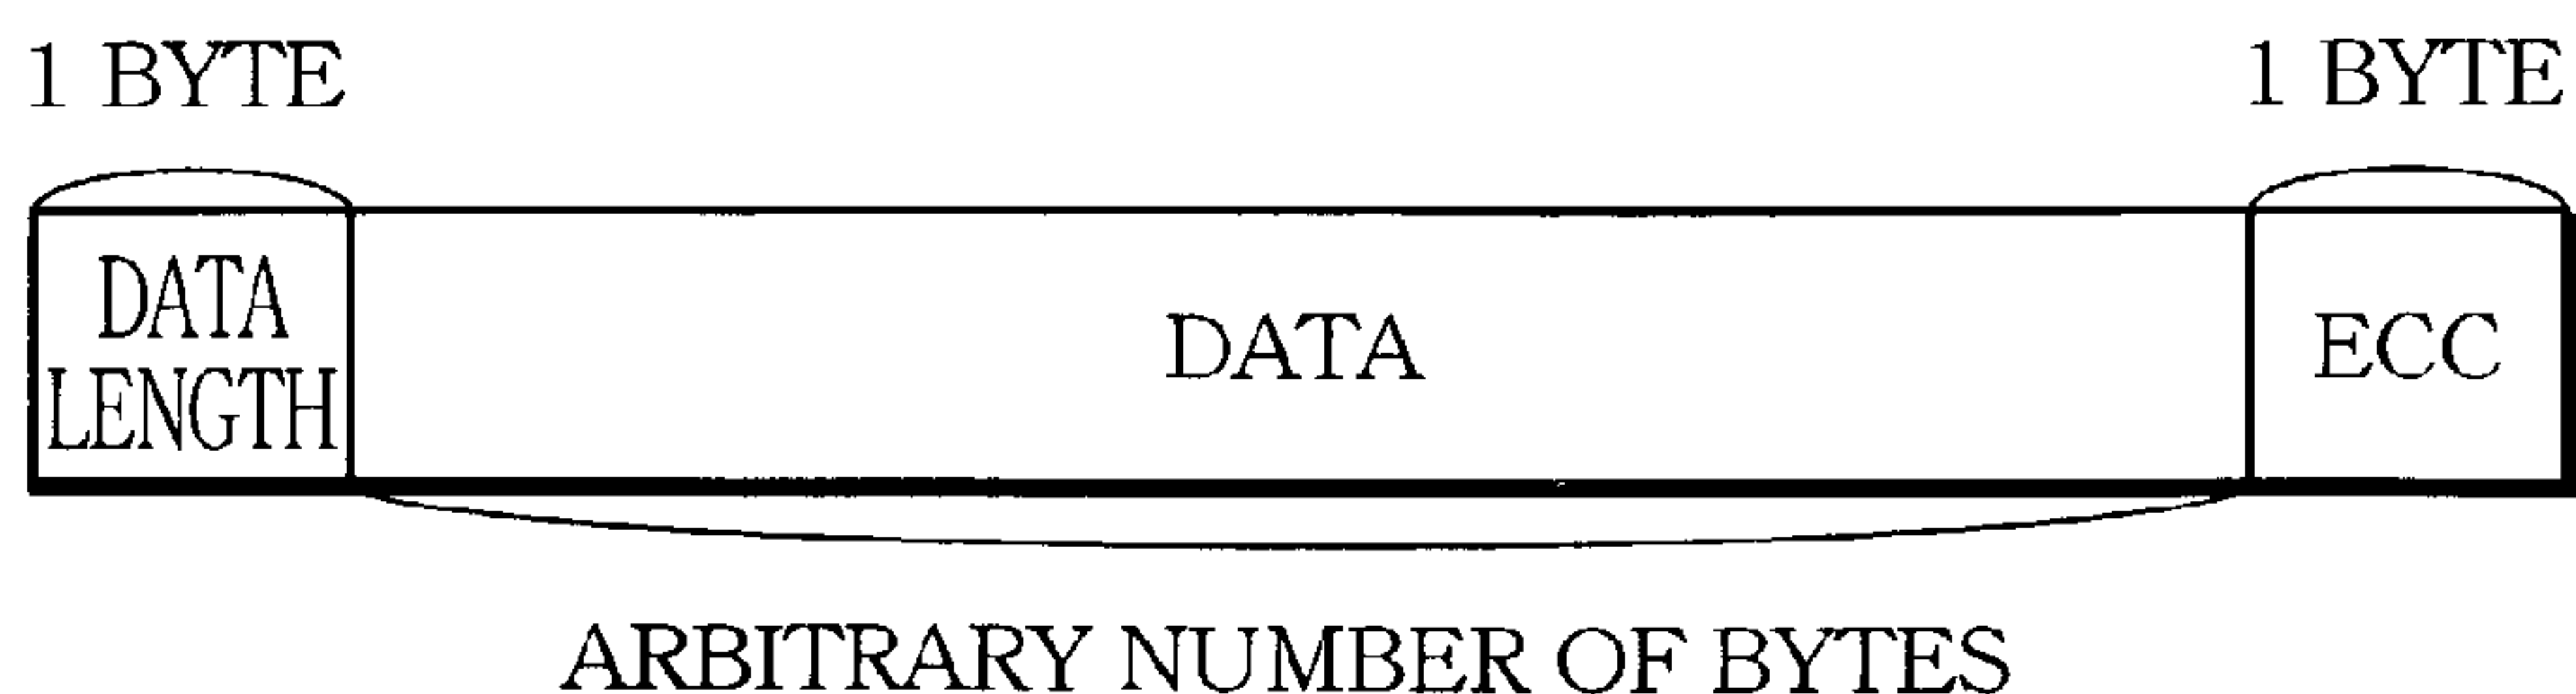 1 BYTE
1 BYTE
DATA
LENGTH
DATA
ECC
ARBITRARY NUMBER OF BYTES